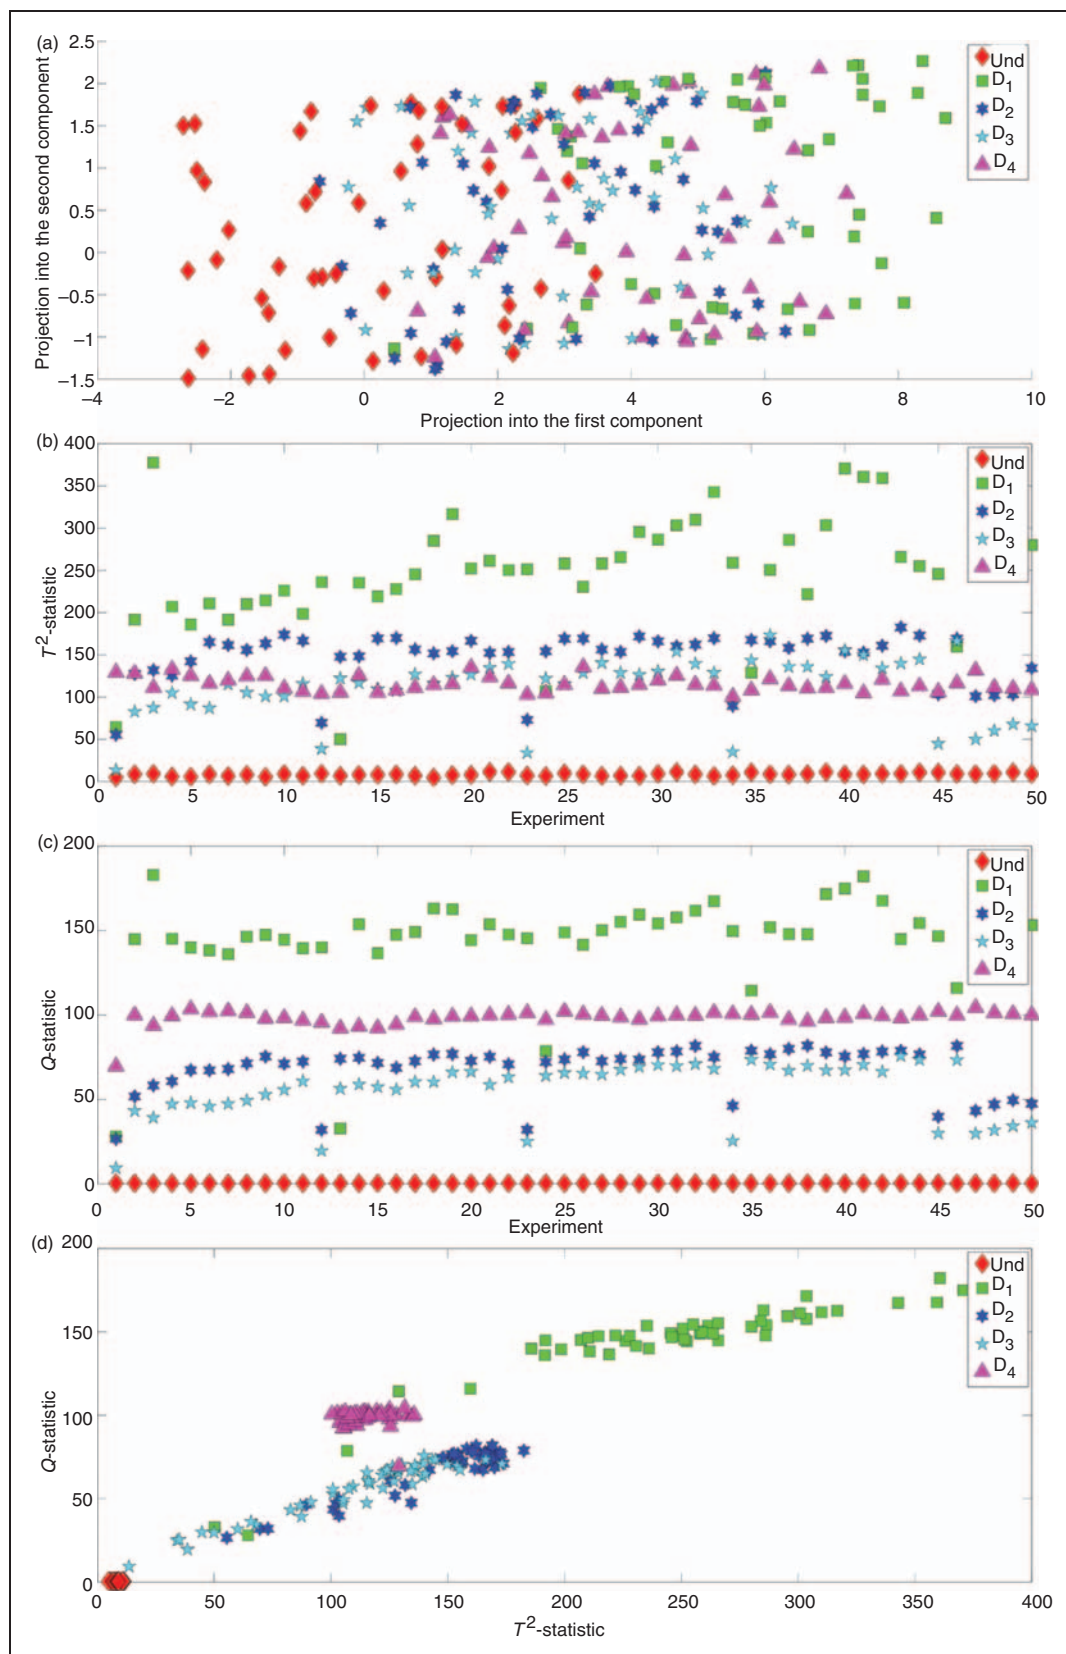 (a)
2.5
2
1.5
1
0.5
0
−0.5
−1
−1.5
Projection into the second component
−4
−2
0
2
4
6
8
10
Projection into the first component
Und
D1
D2
D3
D4
(b)
400
350
300
250
200
150
100
50
0
T2-statistic
0
5
10
15
20
25
30
35
40
45
50
Experiment
Und
D1
D2
D3
D4
(c)
200
150
100
50
0
Q-statistic
0
5
10
15
20
25
30
35
40
45
50
Experiment
Und
D1
D2
D3
D4
(d)
200
150
100
50
0
Q-statistic
0
50
100
150
200
250
300
350
400
T2-statistic
Und
D1
D2
D3
D4